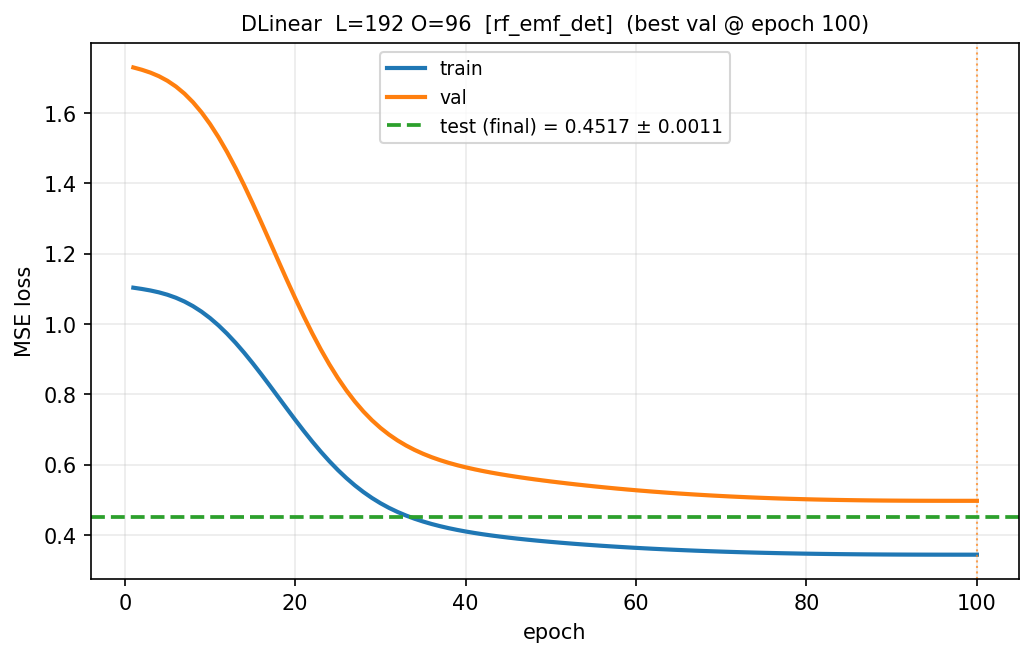 DLinear  L=192 O=96  [rf_emf_det]  (best val @ epoch 100)
train
val
test (final) = 0.4517 ± 0.0011
MSE loss
1.6
1.4
1.2
1.0
0.8
0.6
0.4
0 20 40 60 80 100
epoch